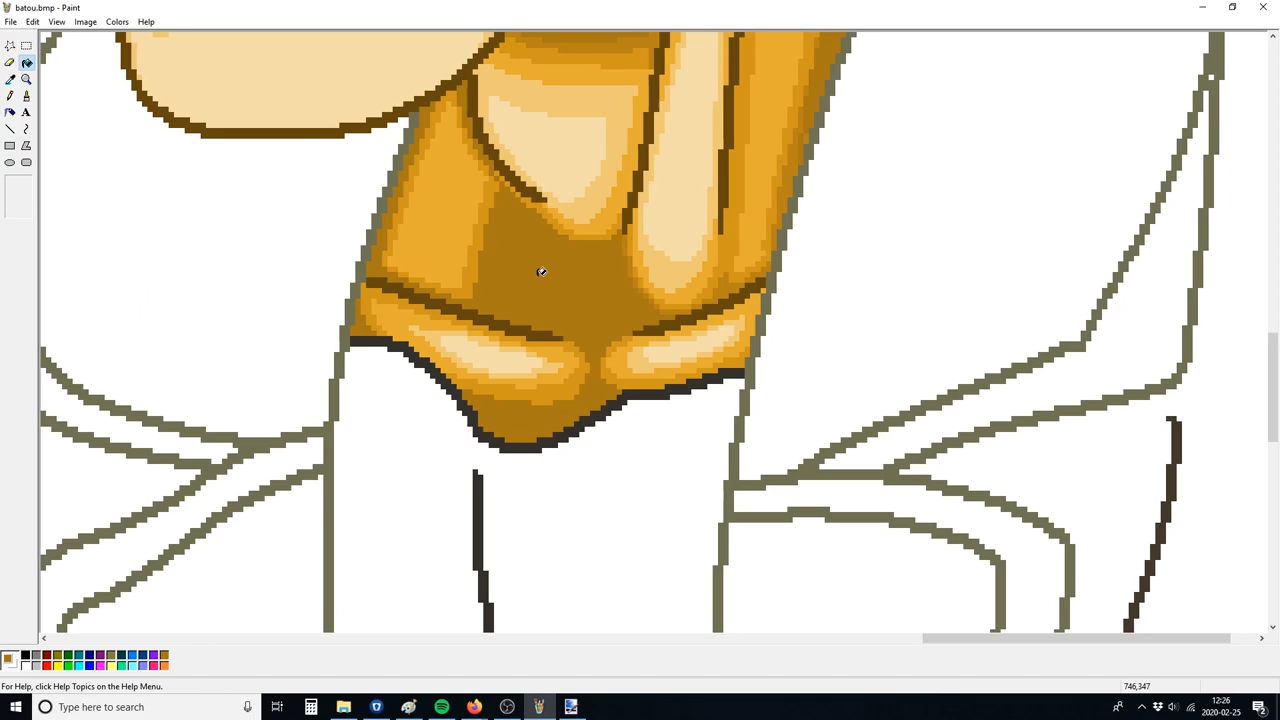 batou.bmp - Paint
File Edit View Image Colors Help
For Help, click Help Topics on the Help Menu.
746,347
Type here to search
12:26
2020-02-25
2